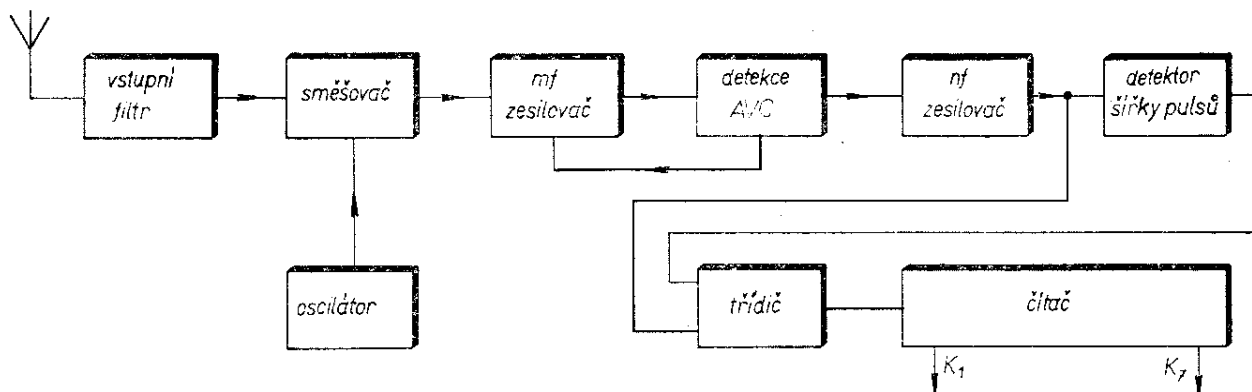 vstupní
filtr
směšovač
mf
zesilovač
detekce
AVC
nf
zesilovač
detektor
šířky pulsů
oscilátor
třídič
čítač
K1
K7